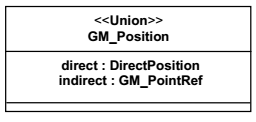 <<Union>>
GM_Position
direct : DirectPosition
indirect : GM_PointRef